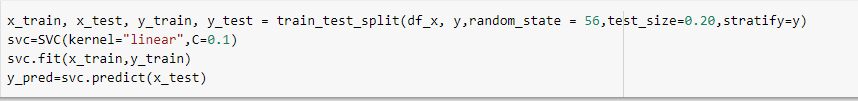 x_train, x_test, y_train, y_test = train_test_split(df_x, y,random_state = 56,test_size=0.20,stratify=y)
svc=SVC(kernel="linear",C=0.1)
svc.fit(x_train,y_train)
y_pred=svc.predict(x_test)